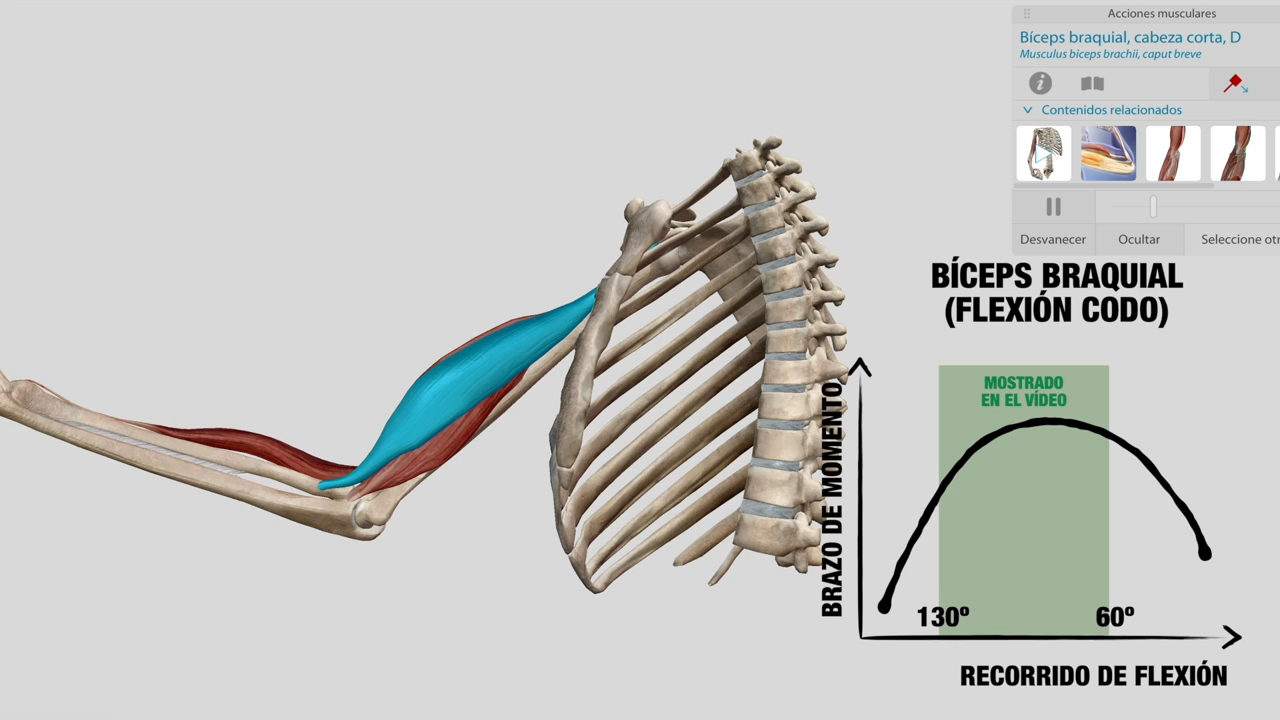 Acciones musculares
Bíceps braquial, cabeza corta, D
Musculus biceps brachii, caput breve
Contenidos relacionados
Desvanecer
Ocultar
Seleccione otr
BÍCEPS BRAQUIAL
(FLEXIÓN CODO)
MOSTRADO
EN EL VÍDEO
BRAZO DE MOMENTO
130º
60º
RECORRIDO DE FLEXIÓN